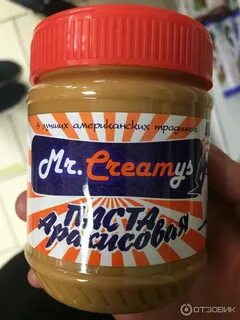 в лучших американских традициях
Mr. Creamys
ПАСТА
Арахисовая
ОТЗОВИК